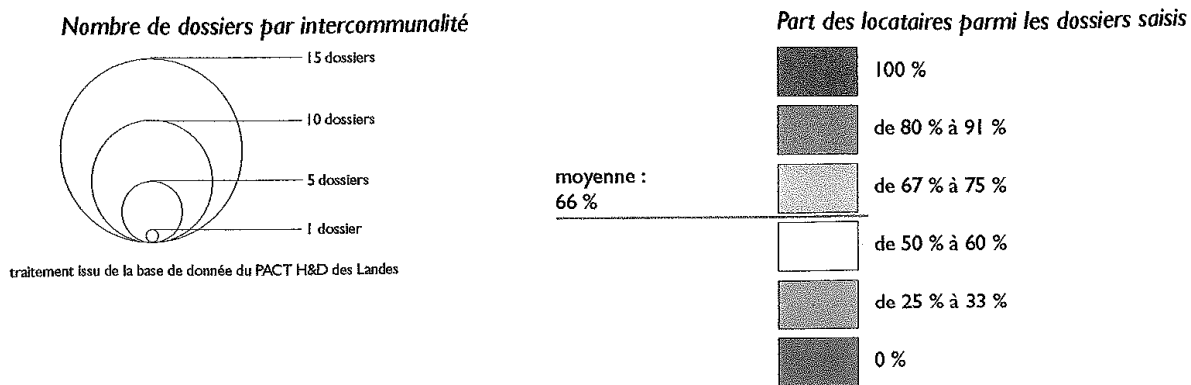 Nombre de dossiers par intercommunalité
15 dossiers
10 dossiers
5 dossiers
1 dossier
traitement issu de la base de donnée du PACT H&D des Landes
Part des locataires parmi les dossiers saisis
100 %
de 80 % à 91 %
de 67 % à 75 %
moyenne :
66 %
de 50 % à 60 %
de 25 % à 33 %
0 %